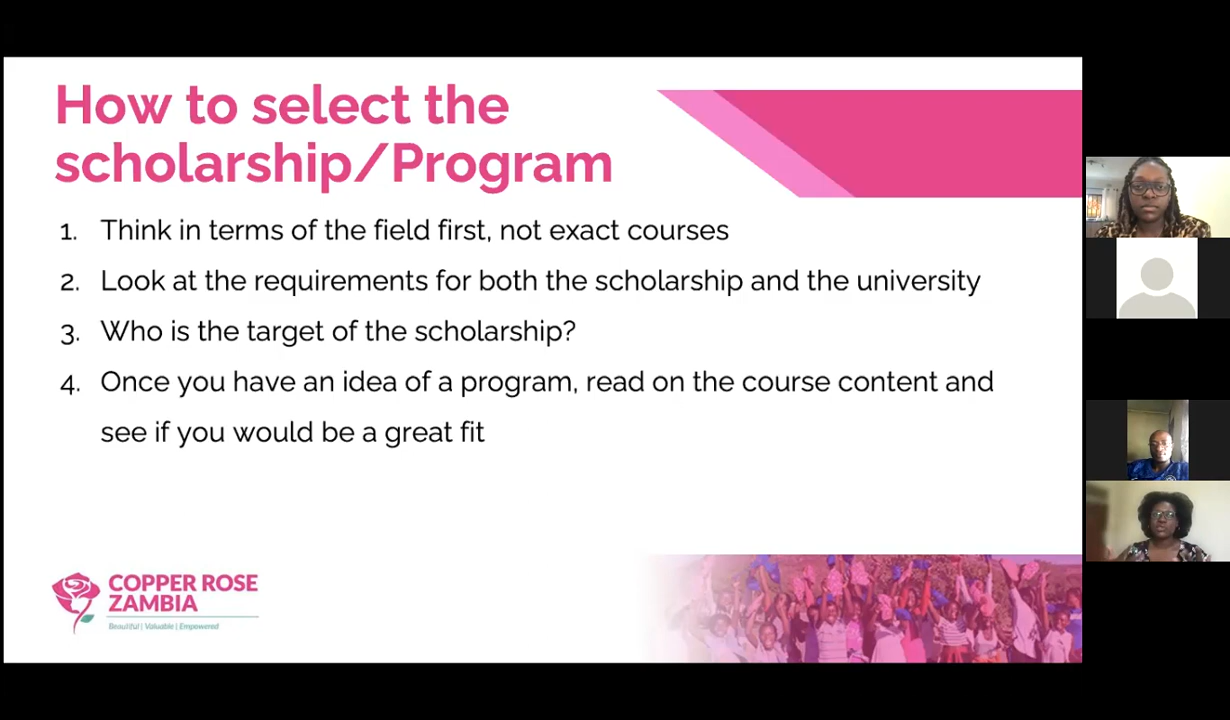 How to select the
scholarship/Program
1. Think in terms of the field first, not exact courses
2. Look at the requirements for both the scholarship and the university
3. Who is the target of the scholarship?
4. Once you have an idea of a program, read on the course content and
see if you would be a great fit
COPPER ROSE
ZAMBIA
Beautiful | Valuable | Empowered